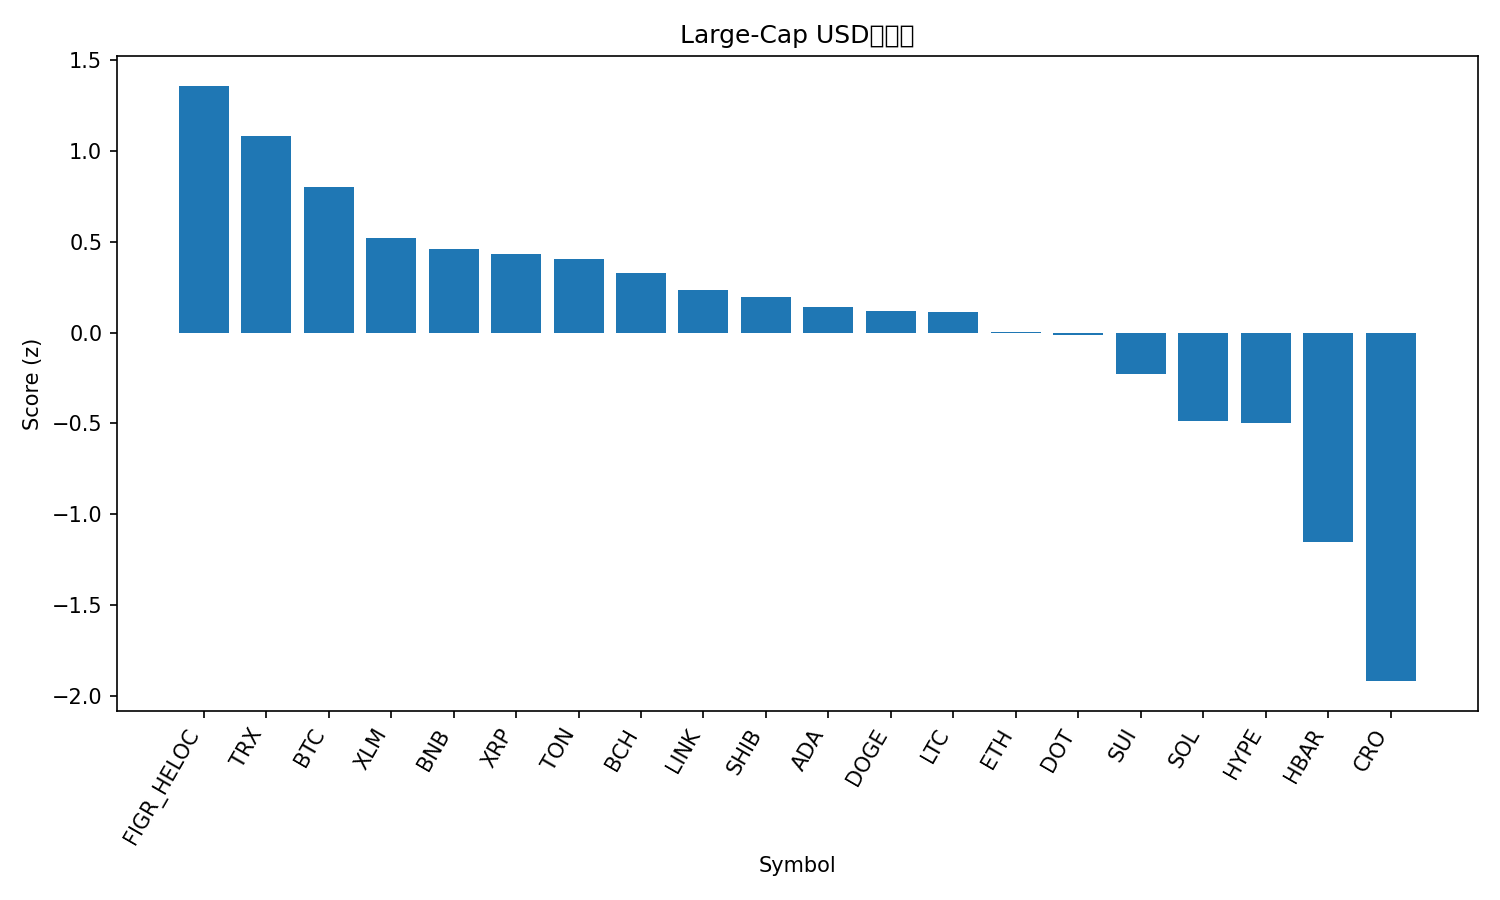 Large-Cap USD
1.5
1.0
0.5
0.0
−0.5
−1.0
−1.5
−2.0
Score (z)
FIGR_HELOC
TRX
BTC
XLM
BNB
XRP
TON
BCH
LINK
SHIB
ADA
DOGE
LTC
ETH
DOT
SUI
SOL
HYPE
HBAR
CRO
Symbol